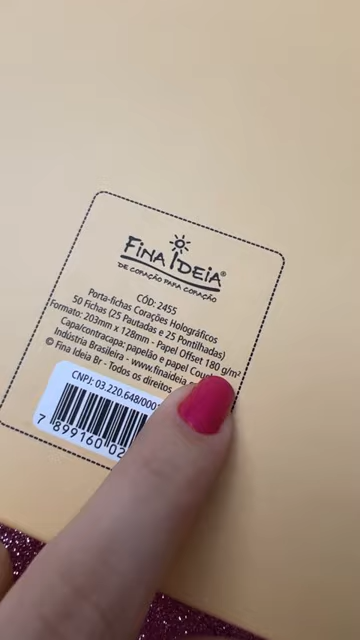 FINA IDEIA®
DE CORAÇÃO PARA CORAÇÃO
CÓD: 2455
Porta-fichas Corações Holográficos
50 Fichas (25 Pautadas e 25 Pontilhadas)
Formato: 203mm x 128mm - Papel Offset 180 g/m²
Capa/contracapa: papelão e papel
Indústria Brasileira - www.finaideia
© Fina Ideia Br - Todos os direitos
CNPJ: 03.220.648/000
7 899160 02